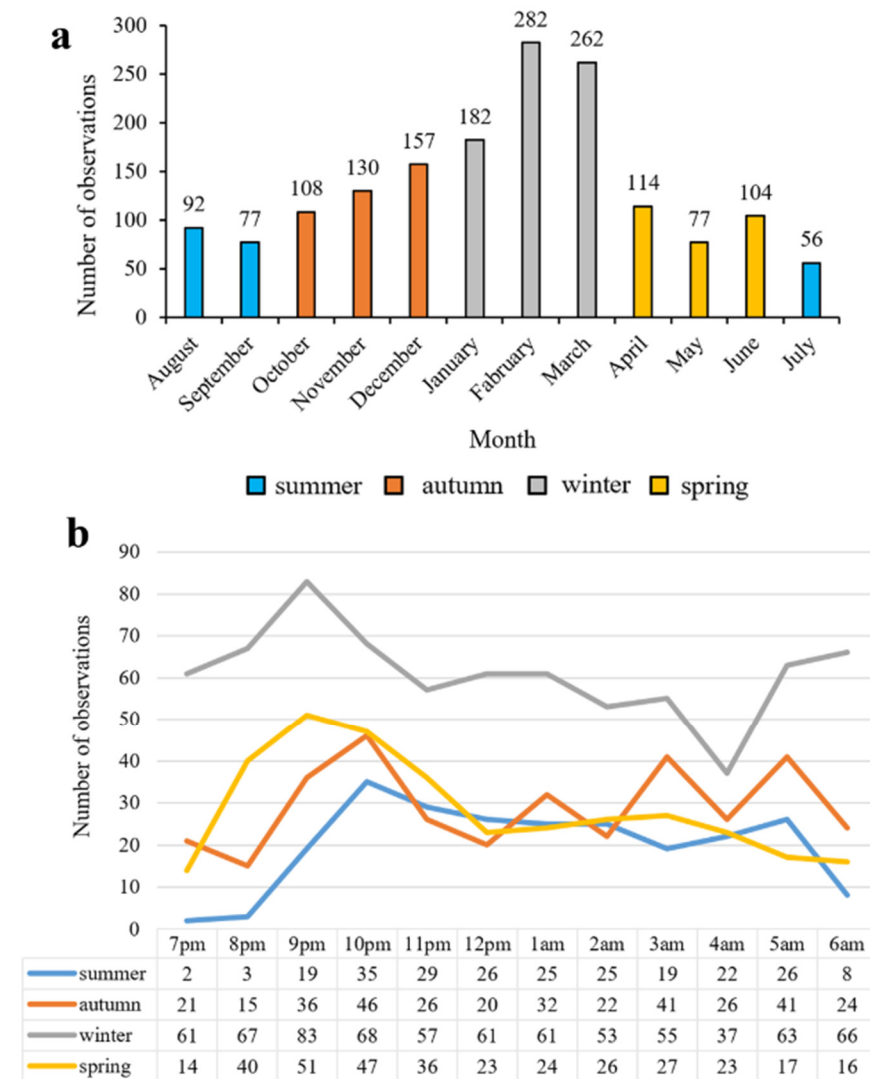 a
Number of observations
300
250
200
150
100
50
0
92
77
108
130
157
182
282
262
114
77
104
56
August
September
October
November
December
January
Fabruary
March
April
May
June
July
Month
summer autumn winter spring
b
Number of observations
90
80
70
60
50
40
30
20
10
0
7pm 8pm 9pm 10pm 11pm 12pm 1am 2am 3am 4am 5am 6am
summer 2 3 19 35 29 26 25 25 19 22 26 8
autumn 21 15 36 46 26 20 32 22 41 26 41 24
winter 61 67 83 68 57 61 61 53 55 37 63 66
spring 14 40 51 47 36 23 24 26 27 23 17 16